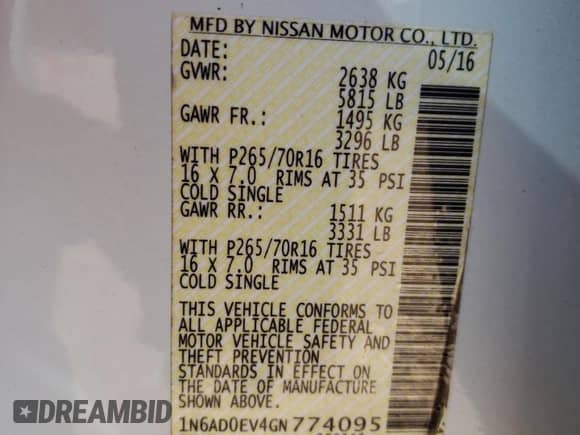 MFD BY NISSAN MOTOR CO., LTD.
DATE: 05/16
GVWR: 2638 KG
5815 LB
GAWR FR.: 1495 KG
3296 LB
WITH P265/70R16 TIRES
16 X 7.0 RIMS AT 35 PSI
COLD SINGLE
GAWR RR.: 1511 KG
3331 LB
WITH P265/70R16 TIRES
16 X 7.0 RIMS AT 35 PSI
COLD SINGLE
THIS VEHICLE CONFORMS TO
ALL APPLICABLE FEDERAL
MOTOR VEHICLE SAFETY AND
THEFT PREVENTION
STANDARDS IN EFFECT ON
THE DATE OF MANUFACTURE
SHOWN ABOVE.
1N6AD0EV4GN774095
DREAMBID